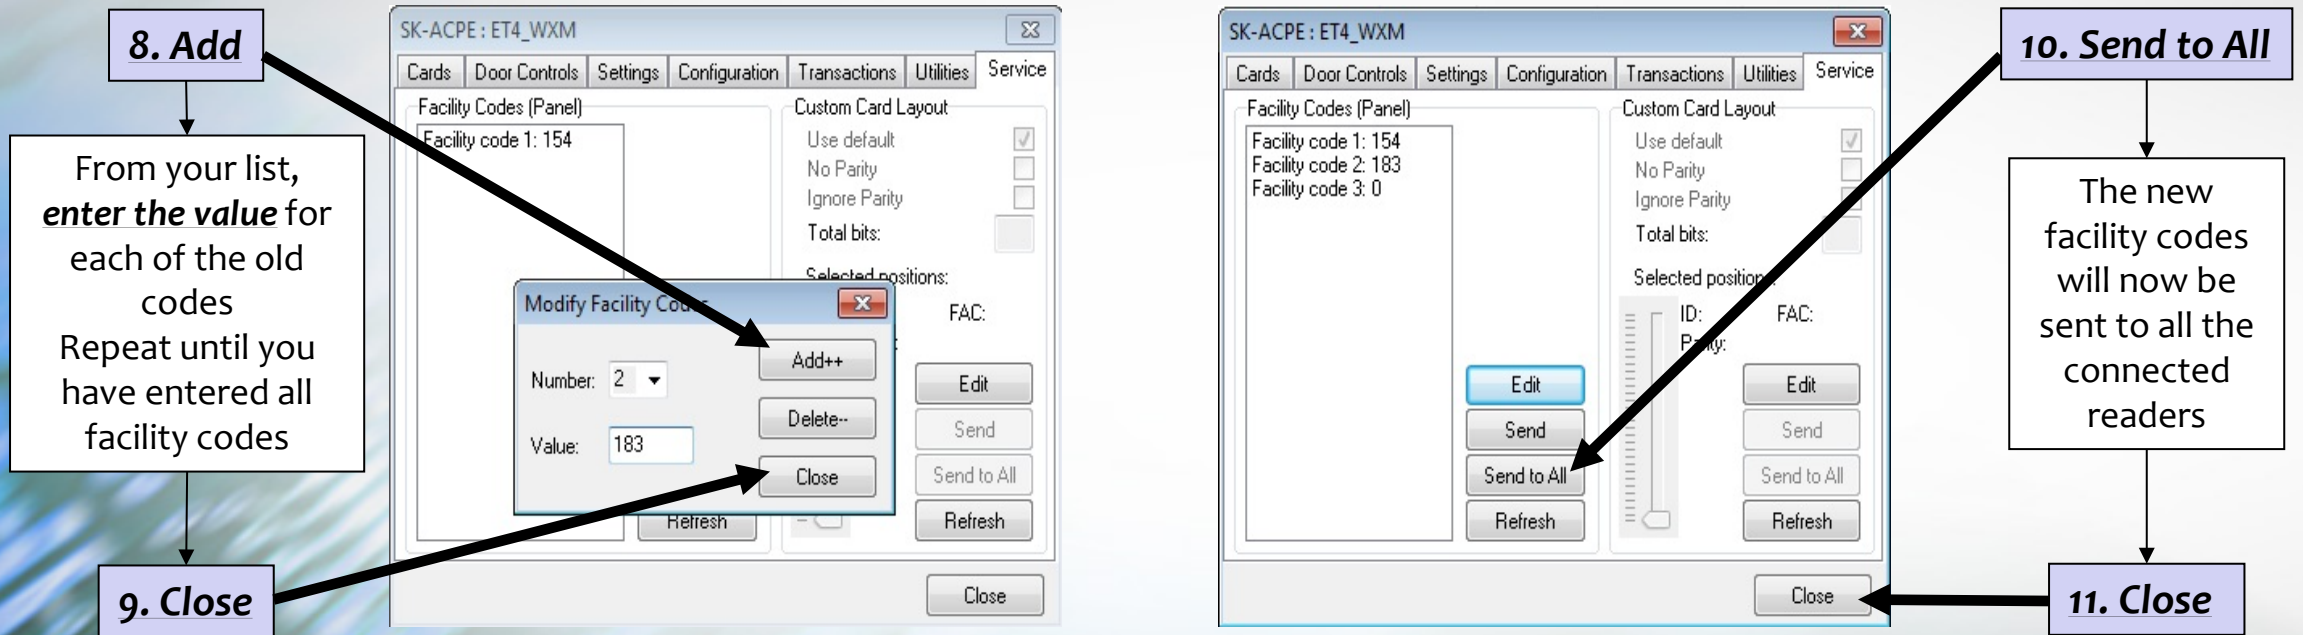 8. Add
From your list,
enter the value for
each of the old
codes
Repeat until you
have entered all
facility codes
9. Close
SK-ACPE : ET4_WXM
Cards Door Controls Settings Configuration Transactions Utilities Service
Facility Codes (Panel)
Facility code 1: 154
Custom Card Layout
Use default
No Parity
Ignore Parity
Total bits:
Selected positions:
FAC:
Edit
Send
Send to All
Refresh
Refresh
Modify Facility Codes
Number: 2
Value: 183
Add++
Delete--
Close
Close
SK-ACPE : ET4_WXM
Cards Door Controls Settings Configuration Transactions Utilities Service
Facility Codes (Panel)
Facility code 1: 154
Facility code 2: 183
Facility code 3: 0
Edit
Send
Send to All
Refresh
Custom Card Layout
Use default
No Parity
Ignore Parity
Total bits:
Selected positions:
ID: FAC:
Parity:
Edit
Send
Send to All
Refresh
Close
10. Send to All
The new
facility codes
will now be
sent to all the
connected
readers
11. Close